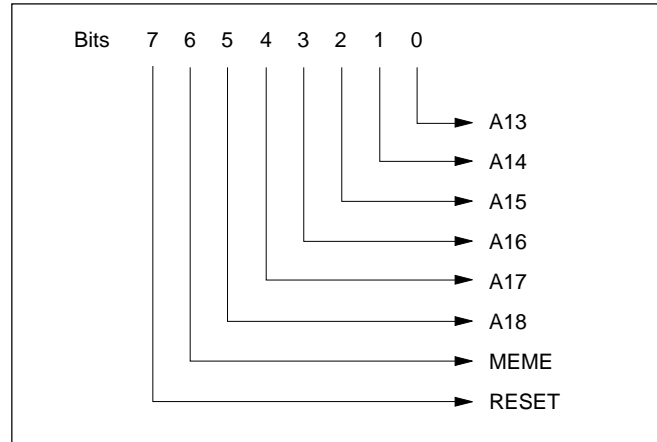 Bits 7 6 5 4 3 2 1 0
A13
A14
A15
A16
A17
A18
MEME
RESET